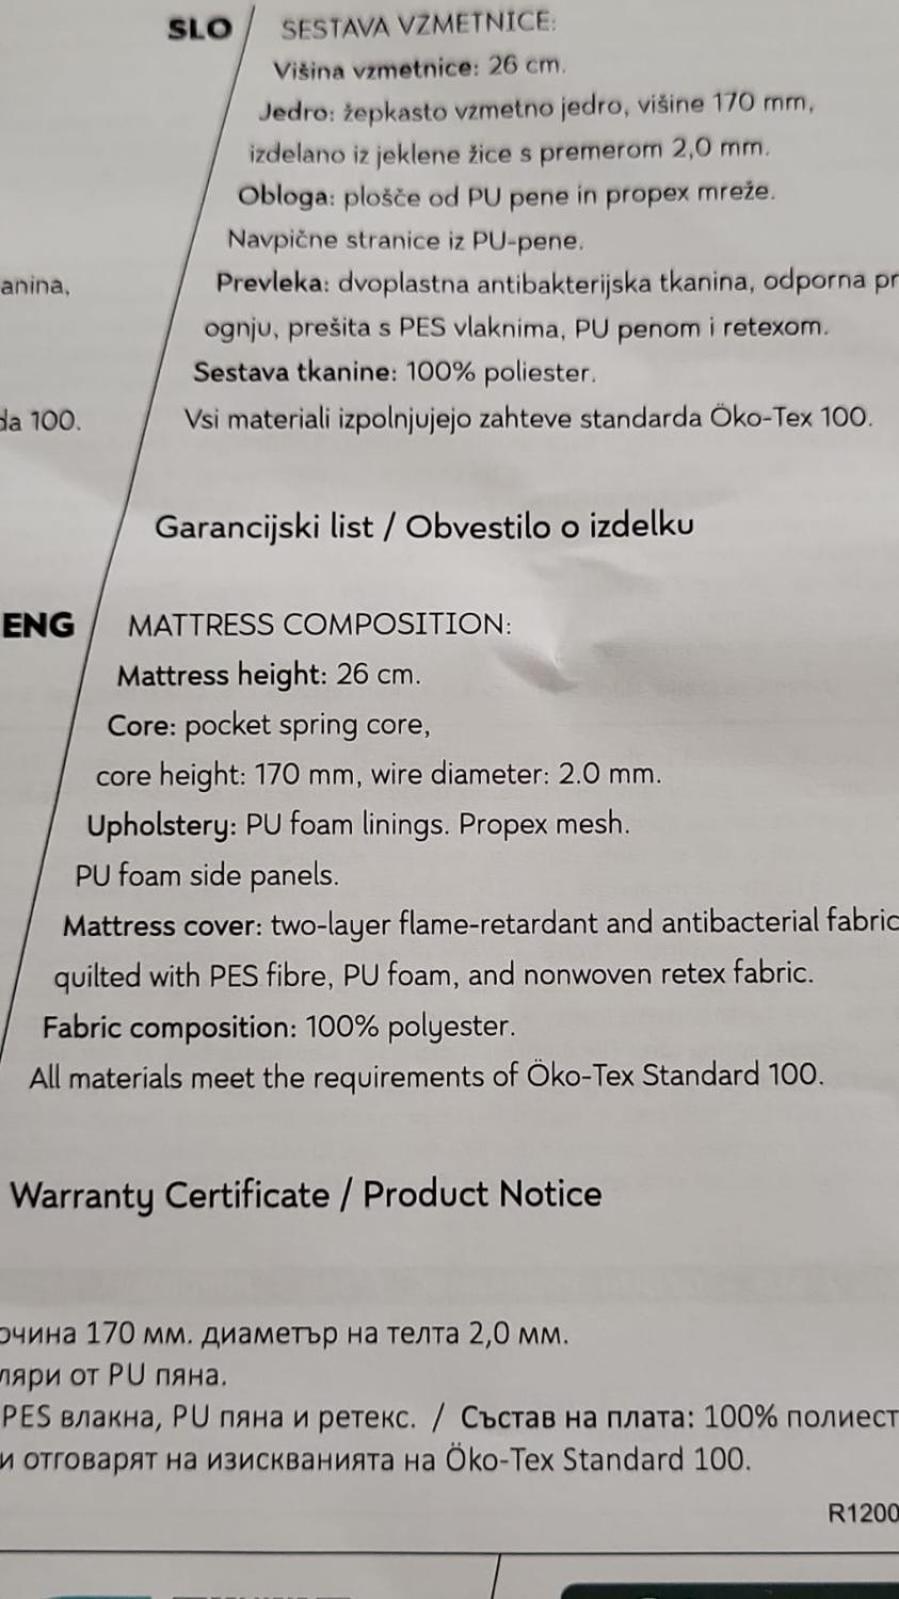 SLO / SESTAVA VZMETNICE:
Višina vzmetnice: 26 cm.
Jedro: žepkasto vzmetno jedro, višine 170 mm,
izdelano iz jeklene žice s premerom 2,0 mm.
Obloga: plošče od PU pene in propex mreže.
Navpične stranice iz PU-pene.
anina,
Prevleka: dvoplastna antibakterijska tkanina, odporna pr
ognju, prešita s PES vlaknima, PU penom i retexom.
Sestava tkanine: 100% poliester.
da 100.
Vsi materiali izpolnjujejo zahteve standarda Öko-Tex 100.
Garancijski list / Obvestilo o izdelku
ENG / MATTRESS COMPOSITION:
Mattress height: 26 cm.
Core: pocket spring core,
core height: 170 mm, wire diameter: 2.0 mm.
Upholstery: PU foam linings. Propex mesh.
PU foam side panels.
Mattress cover: two-layer flame-retardant and antibacterial fabric
quilted with PES fibre, PU foam, and nonwoven retex fabric.
Fabric composition: 100% polyester.
All materials meet the requirements of Öko-Tex Standard 100.
Warranty Certificate / Product Notice
очина 170 мм. диаметър на телта 2,0 мм.
ляри от PU пяна.
PES влакна, PU пяна и ретекс. / Състав на плата: 100% полиест
и отговарят на изискванията на Öko-Tex Standard 100.
R1200